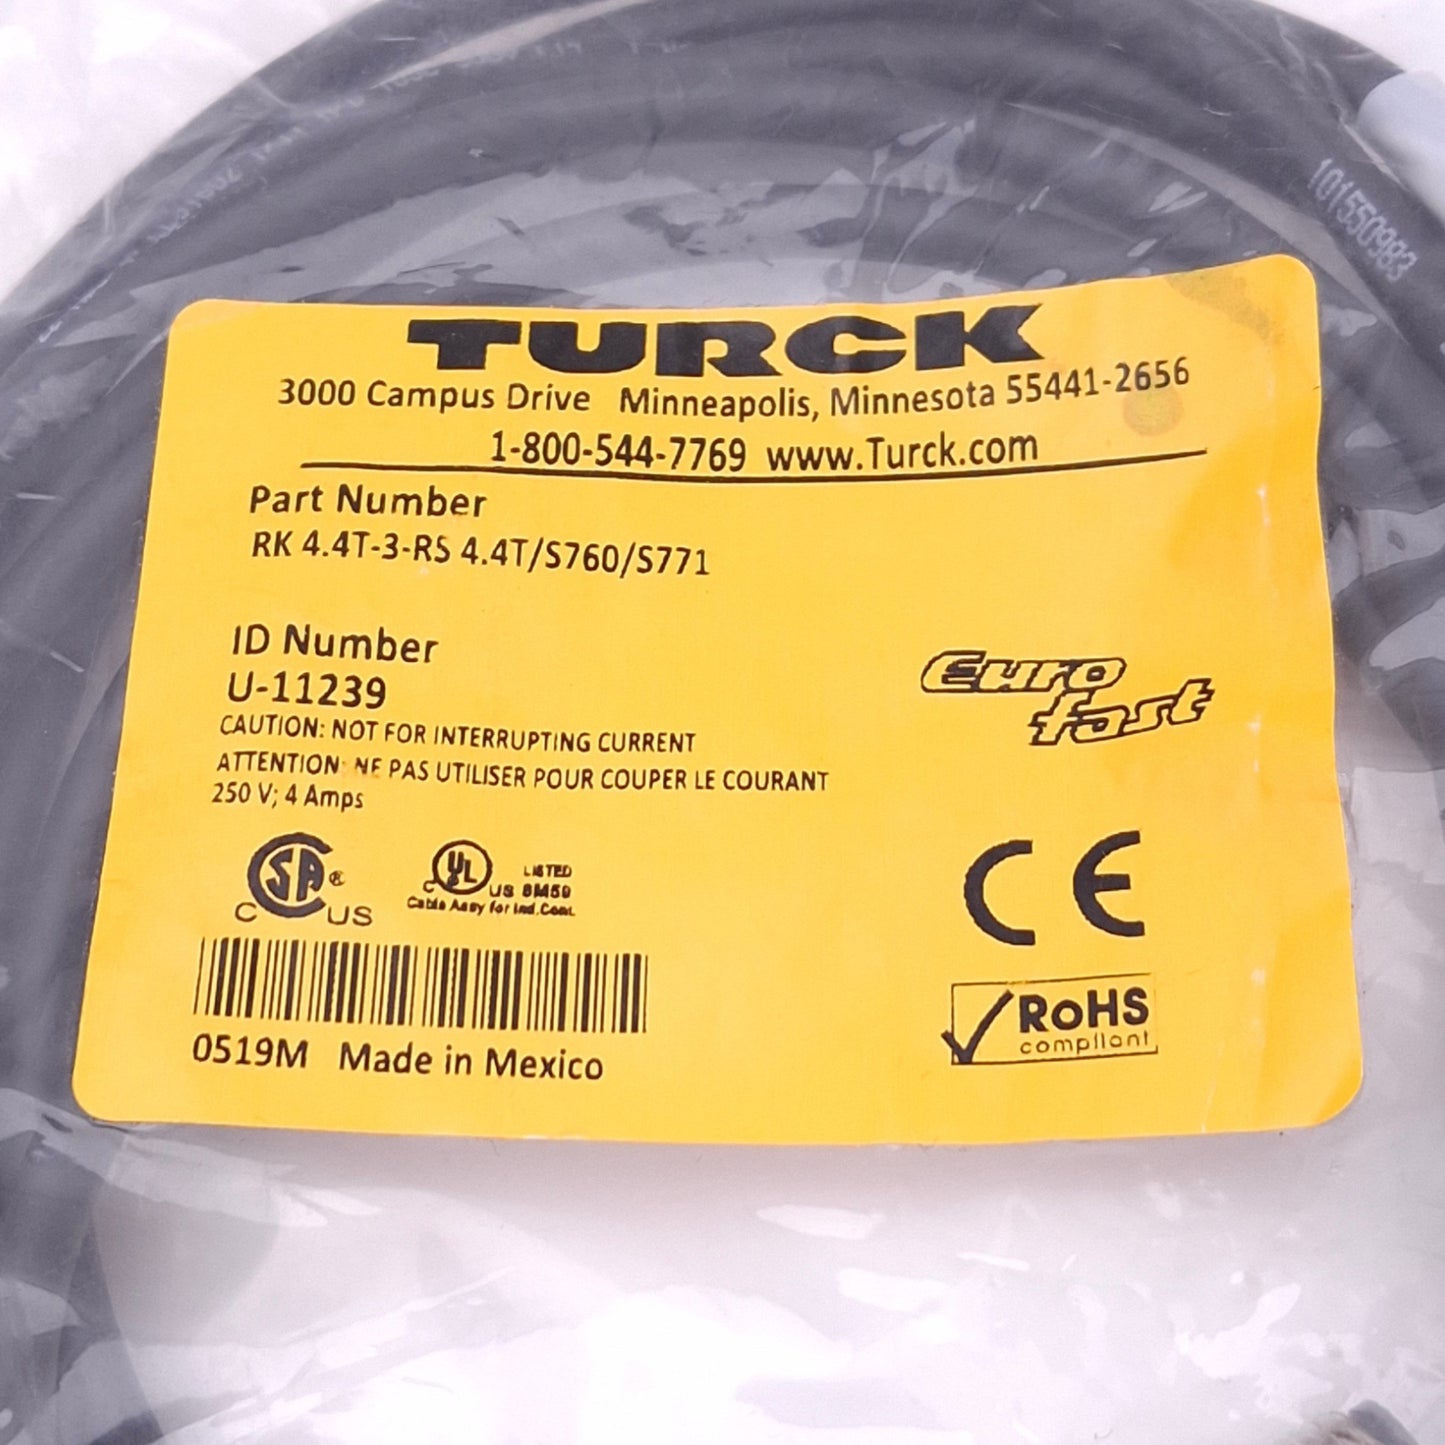 101550983
TURCK
3000 Campus Drive Minneapolis, Minnesota 55441-2656
1-800-544-7769 www.Turck.com
Part Number
RK 4.4T-3-RS 4.4T/S760/S771
ID Number
U-11239
CAUTION: NOT FOR INTERRUPTING CURRENT
ATTENTION: NE PAS UTILISER POUR COUPER LE COURANT
250 V; 4 Amps
Euro
fast
SA ®
C US
C UL US LISTED 8M59
Cable Assy for Ind.Cont.
CE
RoHS
compliant
0519M Made in Mexico